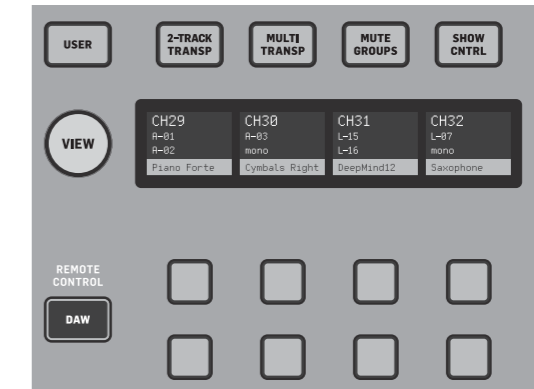 USER
2-TRACK
TRANSP
MULTI
TRANSP
MUTE
GROUPS
SHOW
CNTRL
VIEW
CH29
A-01
A-02
Piano Forte
CH30
A-03
mono
Cymbals Right
CH31
L-15
L-16
DeepMind12
CH32
L-07
mono
Saxophone
REMOTE
CONTROL
DAW